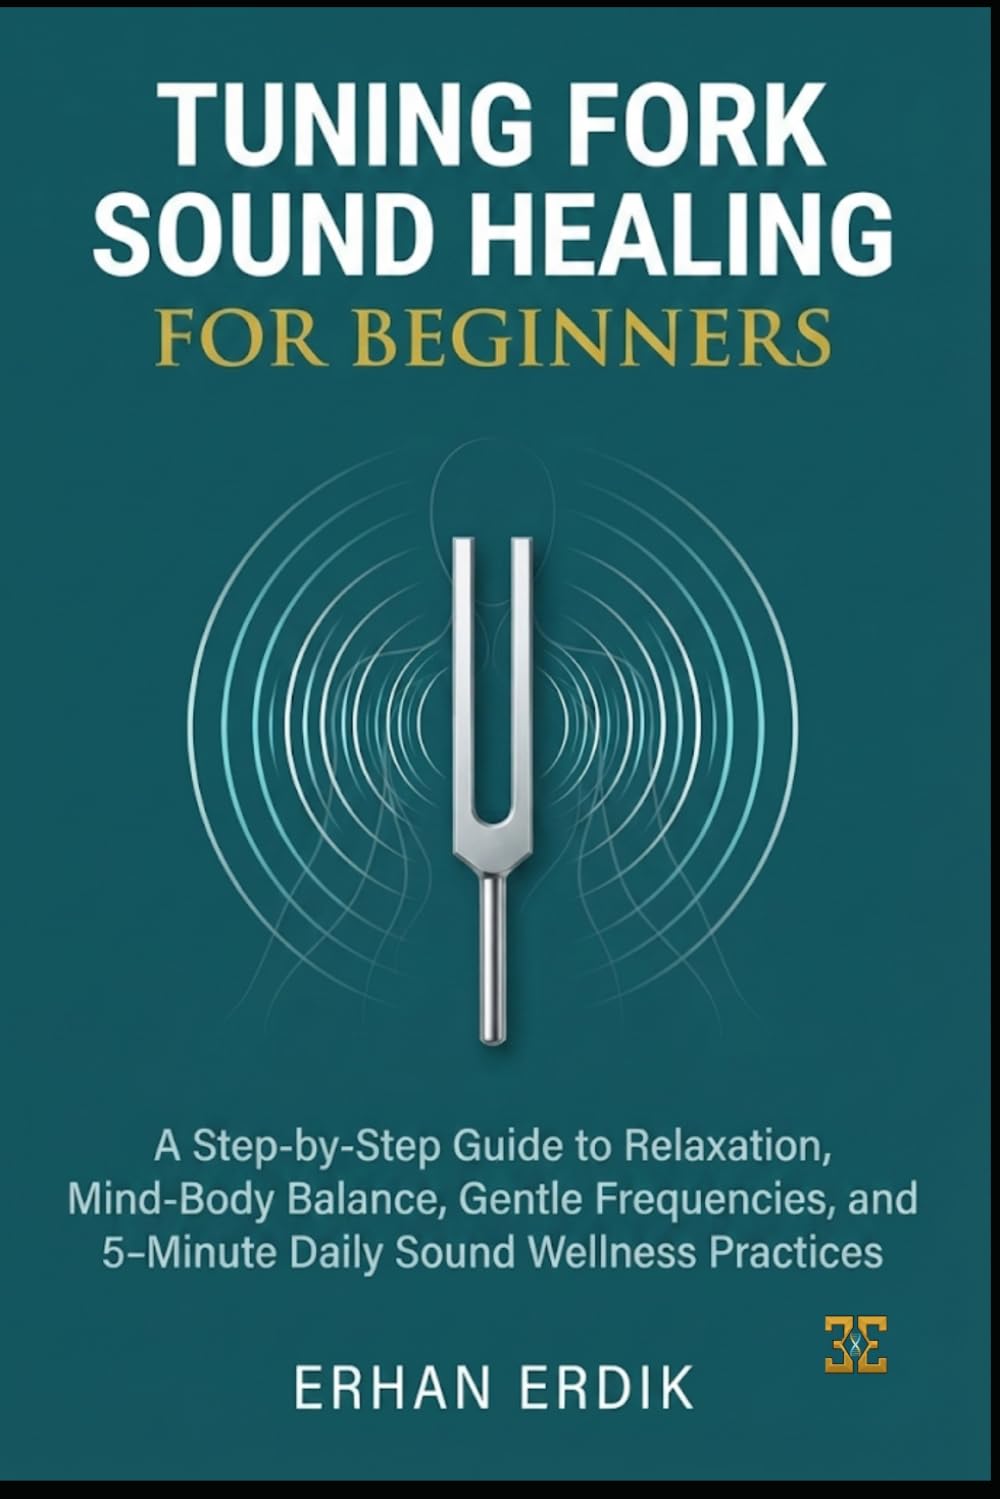 TUNING FORK
SOUND HEALING
FOR BEGINNERS
A Step-by-Step Guide to Relaxation,
Mind-Body Balance, Gentle Frequencies, and
5–Minute Daily Sound Wellness Practices
ERHAN ERDIK